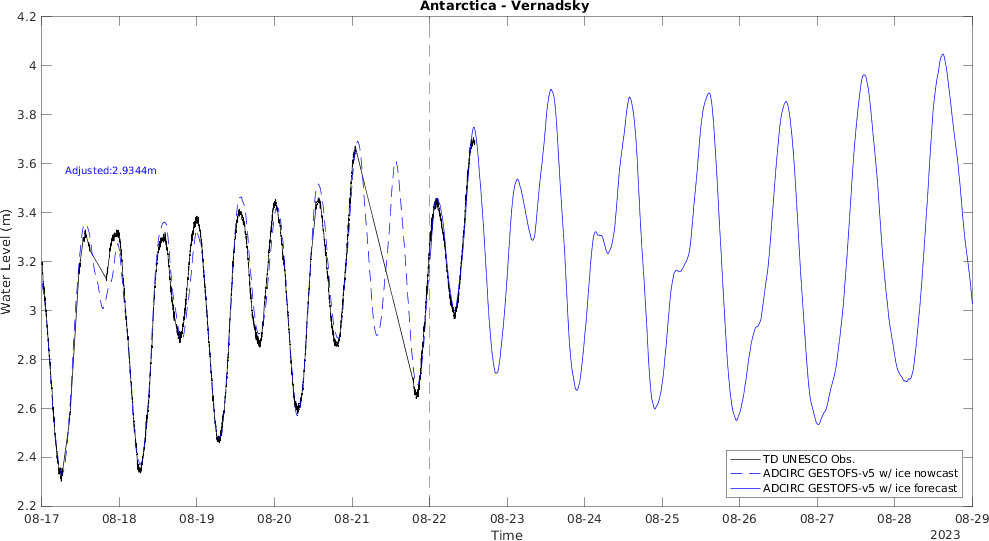 Antarctica - Vernadsky
Water Level (m)
4.2
4
3.8
3.6
3.4
3.2
3
2.8
2.6
2.4
2.2
Adjusted:2.9344m
TD UNESCO Obs.
ADCIRC GESTOFS-v5 w/ ice nowcast
ADCIRC GESTOFS-v5 w/ ice forecast
08-17 08-18 08-19 08-20 08-21 08-22 08-23 08-24 08-25 08-26 08-27 08-28 08-29
Time
2023